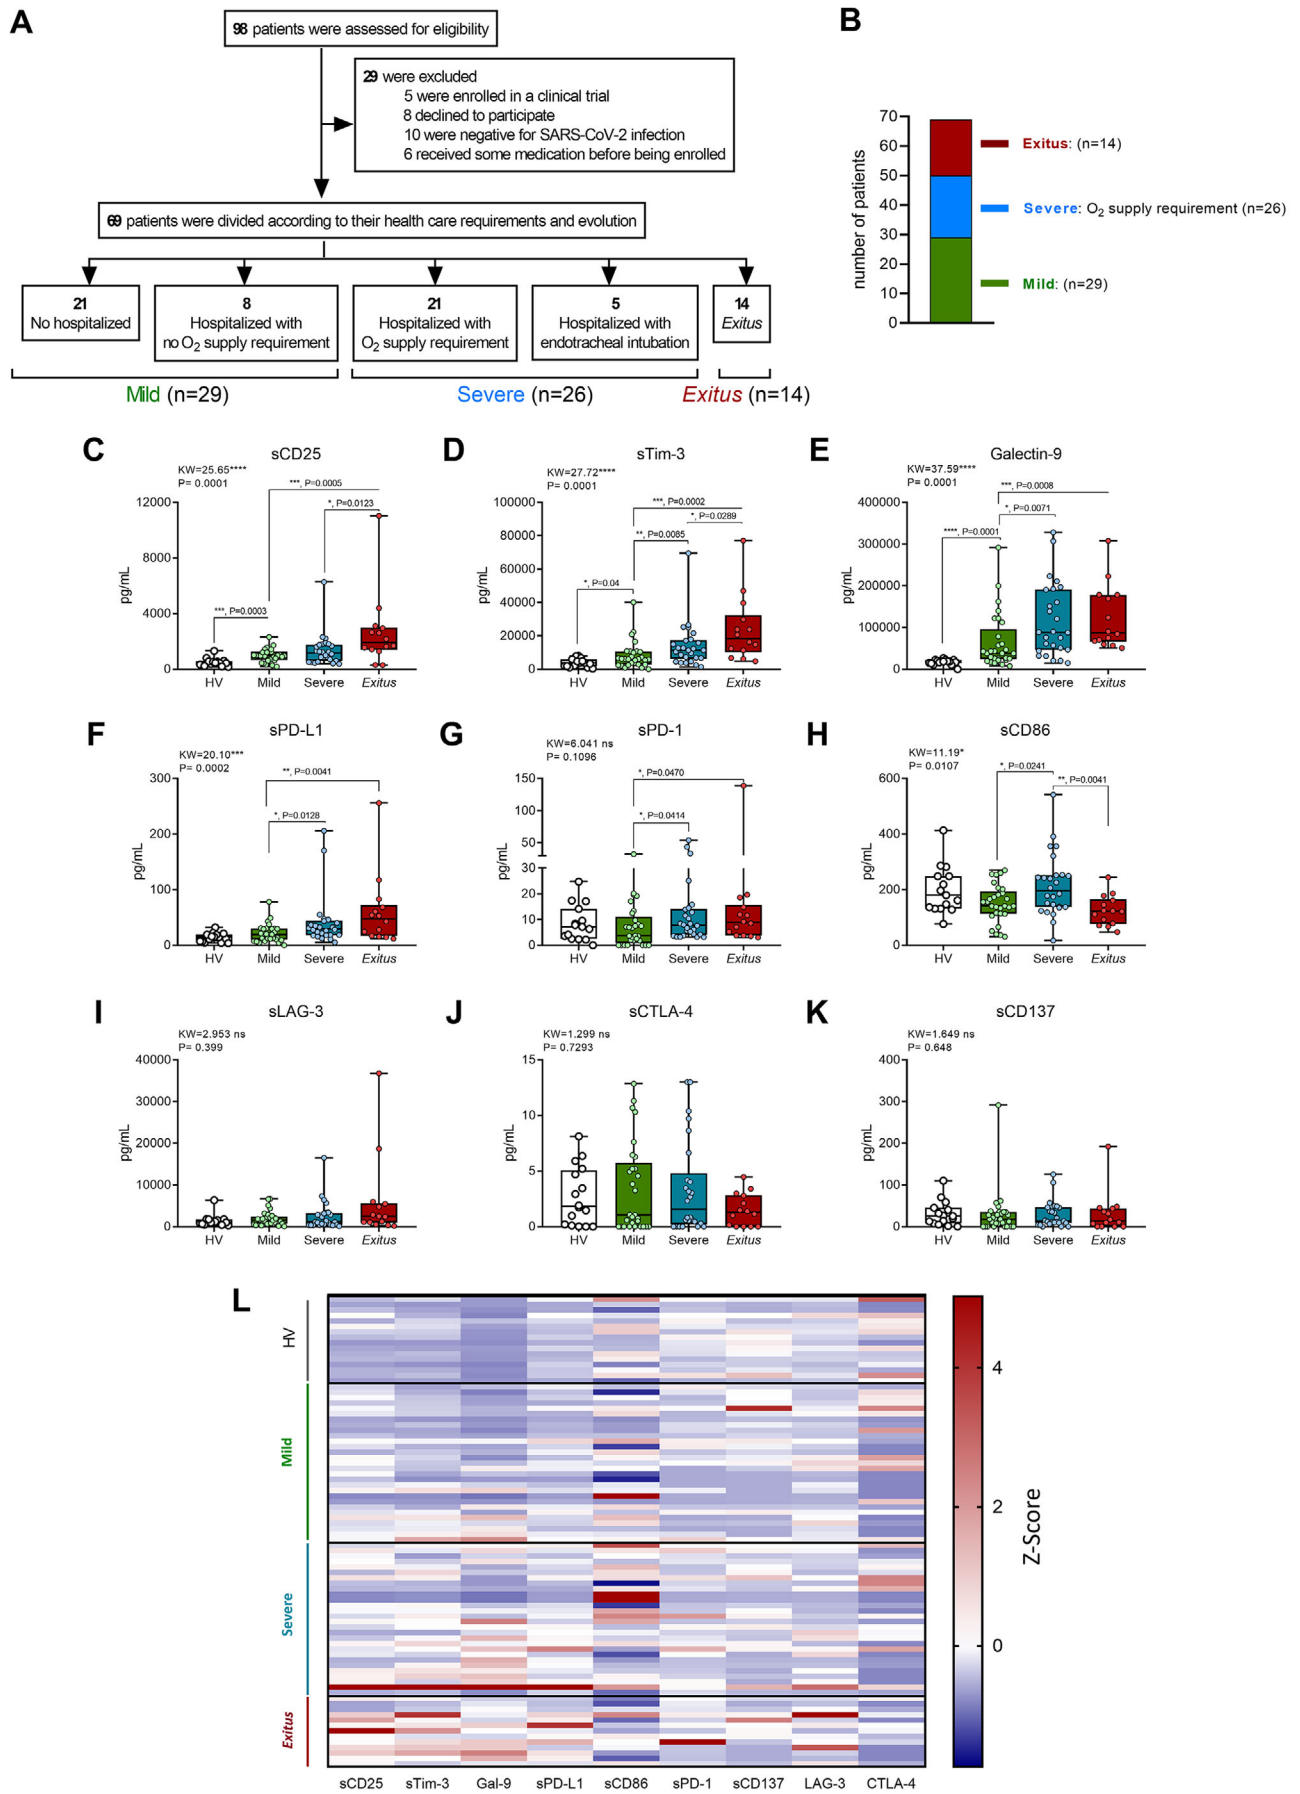 A
98 patients were assessed for eligibility
29 were excluded
5 were enrolled in a clinical trial
8 declined to participate
10 were negative for SARS-CoV-2 infection
6 received some medication before being enrolled
69 patients were divided according to their health care requirements and evolution
21
No hospitalized
8
Hospitalized with
no O2 supply requirement
21
Hospitalized with
O2 supply requirement
5
Hospitalized with
endotracheal intubation
14
Exitus
Mild (n=29)
Severe (n=26)
Exitus (n=14)
B
number of patients
70
60
50
40
30
20
10
0
Exitus: (n=14)
Severe: O2 supply requirement (n=26)
Mild: (n=29)
C
sCD25
KW=25.65****
P= 0.0001
***, P=0.0005
*, P=0.0123
***, P=0.0003
pg/mL
12000
8000
4000
0
HV Mild Severe Exitus
D
sTim-3
KW=27.72****
P= 0.0001
***, P=0.0002
*, P=0.0289
**, P=0.0085
*, P=0.04
pg/mL
100000
80000
60000
40000
20000
0
HV Mild Severe Exitus
E
Galectin-9
KW=37.59****
P= 0.0001
***, P=0.0008
*, P=0.0071
****, P=0.0001
pg/mL
400000
300000
200000
100000
0
HV Mild Severe Exitus
F
sPD-L1
KW=20.10***
P= 0.0002
**, P=0.0041
*, P=0.0128
pg/mL
300
200
100
0
HV Mild Severe Exitus
G
sPD-1
KW=6.041 ns
P= 0.1096
*, P=0.0470
*, P=0.0414
pg/mL
150
100
50
30
20
10
0
HV Mild Severe Exitus
H
sCD86
KW=11.19*
P= 0.0107
*, P=0.0241
**, P=0.0041
pg/mL
600
400
200
0
HV Mild Severe Exitus
I
sLAG-3
KW=2.953 ns
P= 0.399
pg/mL
40000
30000
20000
10000
0
HV Mild Severe Exitus
J
sCTLA-4
KW=1.299 ns
P= 0.7293
pg/mL
15
10
5
0
HV Mild Severe Exitus
K
sCD137
KW=1.649 ns
P= 0.648
pg/mL
400
300
200
100
0
HV Mild Severe Exitus
L
HV
Mild
Severe
Exitus
sCD25 sTim-3 Gal-9 sPD-L1 sCD86 sPD-1 sCD137 LAG-3 CTLA-4
4
2
0
Z-Score